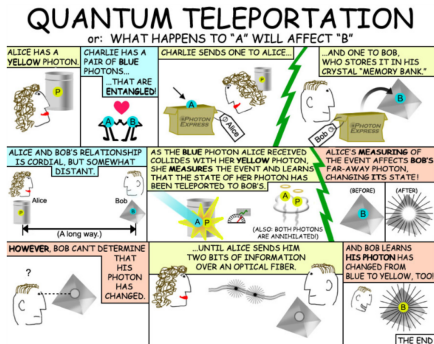 QUANTUM TELEPORTATION
or: WHAT HAPPENS TO "A" WILL AFFECT "B"
ALICE HAS A
YELLOW PHOTON.
P
CHARLIE HAS A
PAIR OF BLUE
PHOTONS...
...THAT ARE
ENTANGLED!
A
B
CHARLIE SENDS ONE TO ALICE...
P
A
@PHOTON
EXPRESS
Alice
...AND ONE TO BOB,
WHO STORES IT IN HIS
CRYSTAL "MEMORY BANK."
Bob
@PHOTON
EXPRESS
B
ALICE AND BOB'S RELATIONSHIP
IS CORDIAL, BUT SOMEWHAT
DISTANT.
P
Alice
Bob
B
(A long way.)
AS THE BLUE PHOTON ALICE RECEIVED
COLLIDES WITH HER YELLOW PHOTON,
SHE MEASURES THE EVENT AND LEARNS
THAT THE STATE OF HER PHOTON HAS
BEEN TELEPORTED TO BOB'S.
A P
A P
(ALSO: BOTH PHOTONS
ARE ANNIHILATED!)
ALICE'S MEASURING OF
THE EVENT AFFECTS BOB'S
FAR-AWAY PHOTON,
CHANGING ITS STATE!
(BEFORE)
(AFTER)
B
HOWEVER, BOB CAN'T DETERMINE
THAT
HIS
PHOTON
HAS
CHANGED.
?
...UNTIL ALICE SENDS HIM
TWO BITS OF INFORMATION
OVER AN OPTICAL FIBER.
AND BOB LEARNS
HIS PHOTON HAS
CHANGED FROM
BLUE TO YELLOW, TOO!
!
B
THE END